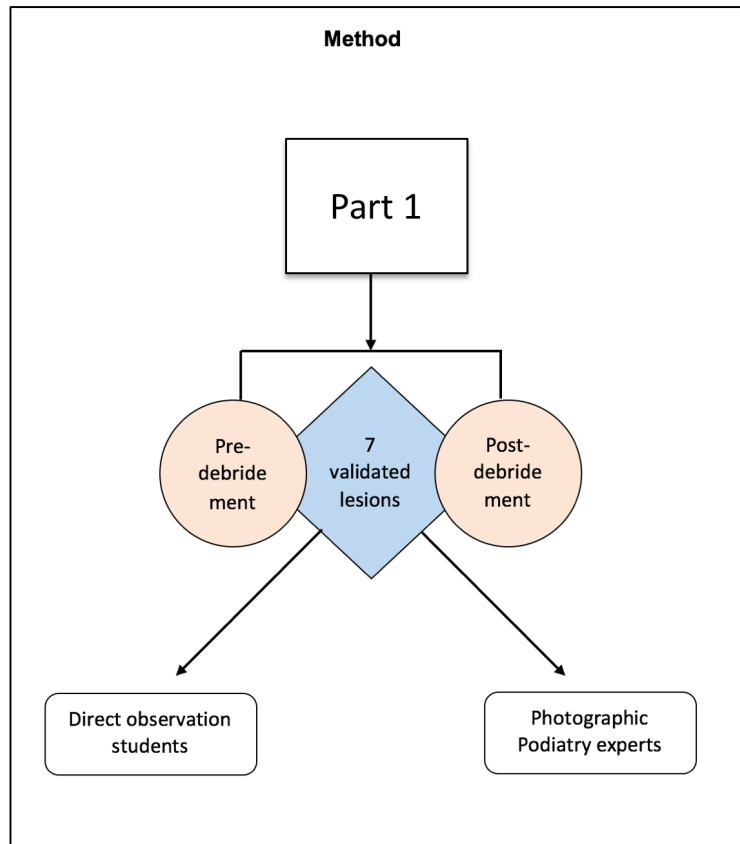 Method
Part 1
Pre-
debride
ment
7
validated
lesions
Post-
debride
ment
Direct observation
students
Photographic
Podiatry experts